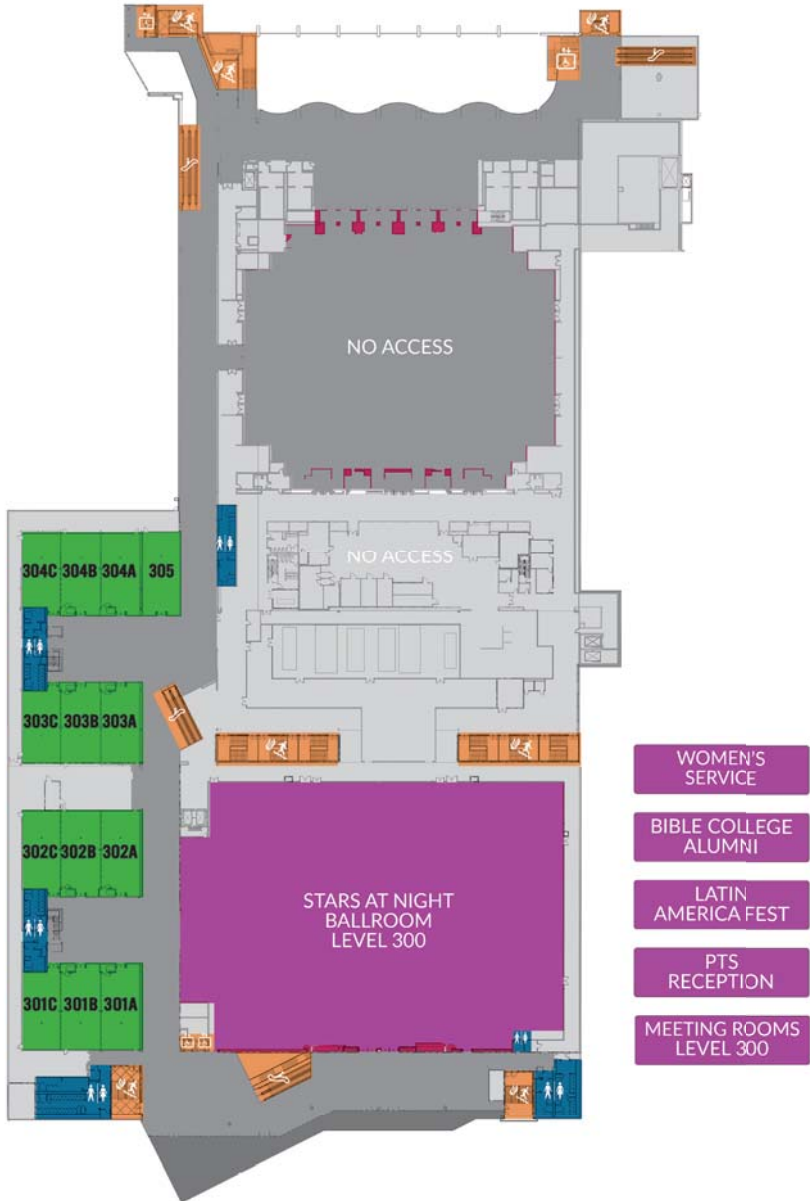 NO ACCESS
NO ACCESS
304C 304B 304A 305
303C 303B 303A
302C 302B 302A
301C 301B 301A
STARS AT NIGHT
BALLROOM
LEVEL 300
WOMEN'S
SERVICE
BIBLE COLLEGE
ALUMNI
LATIN
AMERICA FEST
PTS
RECEPTION
MEETING ROOMS
LEVEL 300